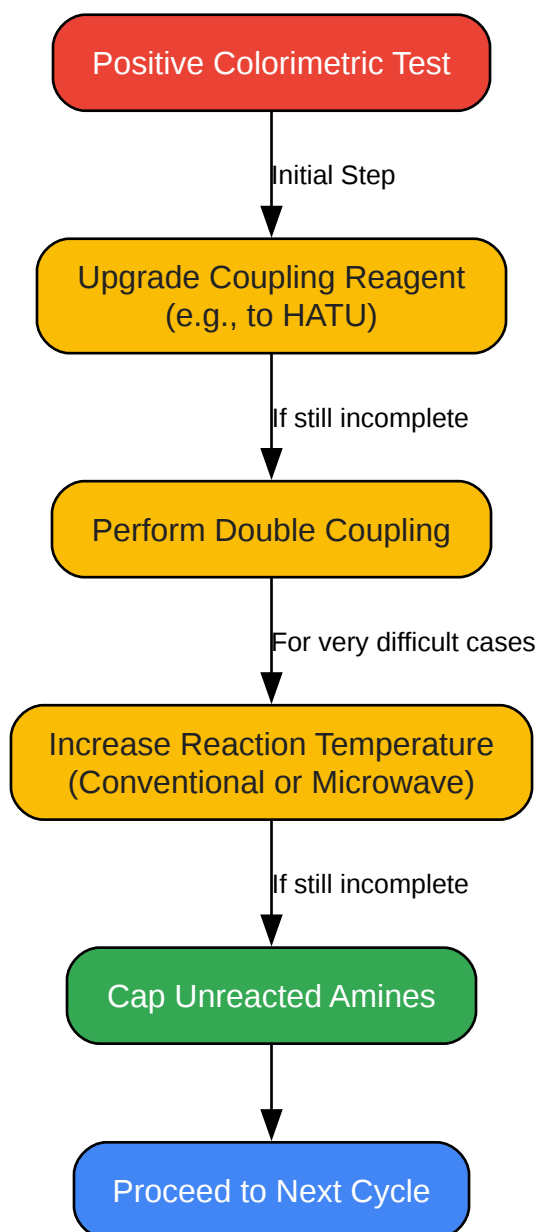 Positive Colorimetric Test
Initial Step
Upgrade Coupling Reagent
(e.g., to HATU)
If still incomplete
Perform Double Coupling
For very difficult cases
Increase Reaction Temperature
(Conventional or Microwave)
If still incomplete
Cap Unreacted Amines
Proceed to Next Cycle